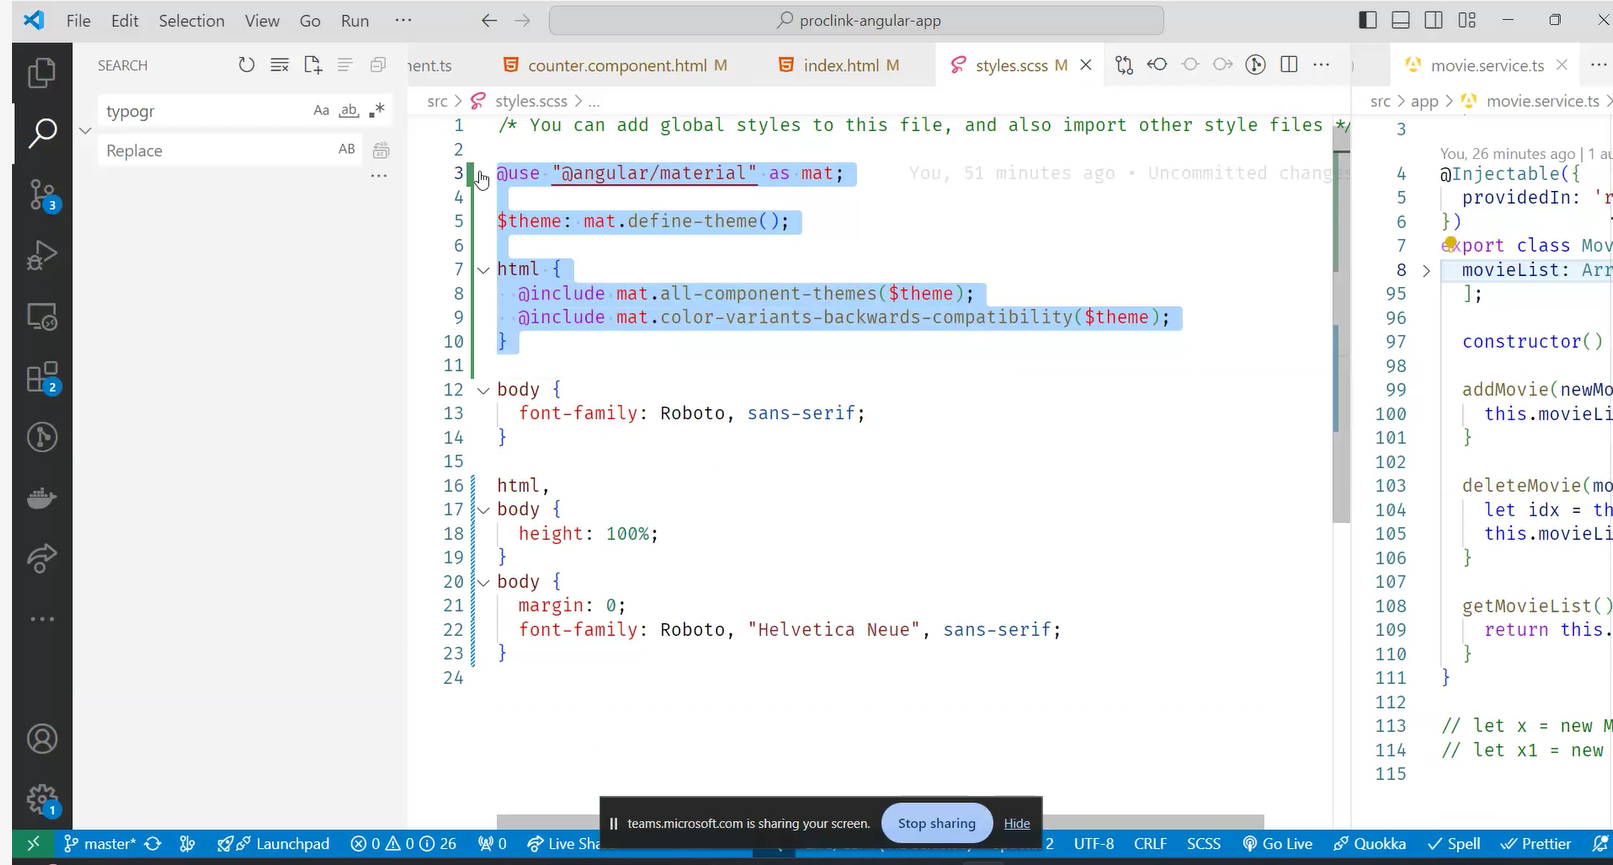 File Edit Selection View Go Run ···
proclink-angular-app
SEARCH
typogr
Aa ab .*
Replace
AB
···
nent.ts
counter.component.html M
index.html M
styles.scss M
···
src > styles.scss > ...
1 /* You can add global styles to this file, and also import other style files */
2
3 @use "@angular/material" as mat;
You, 51 minutes ago • Uncommitted changes
4
5 $theme: mat.define-theme();
6
7 html {
8 @include mat.all-component-themes($theme);
9 @include mat.color-variants-backwards-compatibility($theme);
10 }
11
12 body {
13 font-family: Roboto, sans-serif;
14 }
15
16 html,
17 body {
18 height: 100%;
19 }
20 body {
21 margin: 0;
22 font-family: Roboto, "Helvetica Neue", sans-serif;
23 }
24
movie.service.ts
···
src > app > movie.service.ts >
3
You, 26 minutes ago | 1 au
4 @Injectable({
5 providedIn: 'r
6 })
7 export class Mov
8 movieList: Arr
95 ];
96
97 constructor()
98
99 addMovie(newMo
100 this.movieLi
101 }
102
103 deleteMovie(mo
104 let idx = th
105 this.movieLi
106 }
107
108 getMovieList()
109 return this.
110 }
111 }
112
113 // let x = new M
114 // let x1 = new
115
3
2
1
teams.microsoft.com is sharing your screen.
Stop sharing
Hide
master*
Launchpad
0 0 26
0
Live Sha
2
UTF-8
CRLF
SCSS
Go Live
Quokka
Spell
Prettier